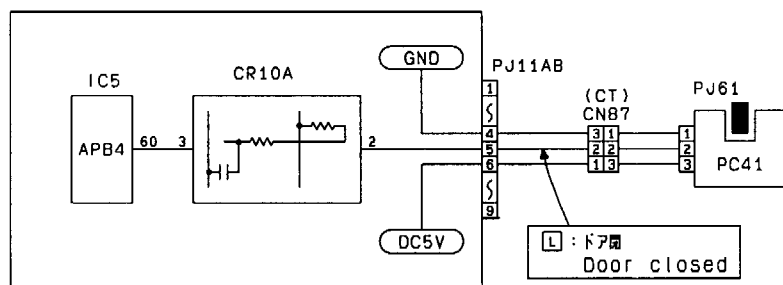 GND
PJ11AB
IC5
CR10A
(CT)
CN87
PJ61
1
4 3 1 1
APB4 60 3 2 5 2 2 2 PC41
6 1 3 3
9
DC5V
L : ドア閉
Door closed